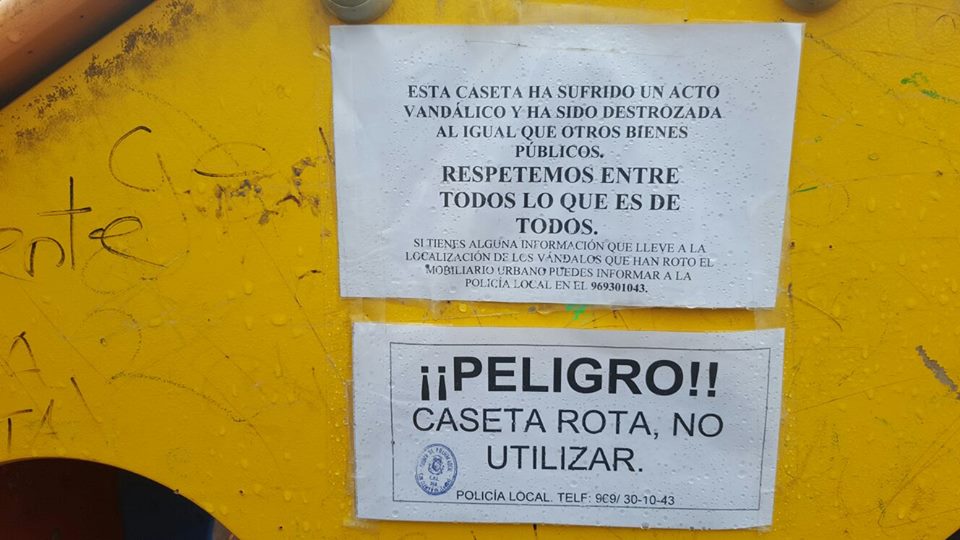 ESTA CASETA HA SUFRIDO UN ACTO
VANDÁLICO Y HA SIDO DESTROZADA
AL IGUAL QUE OTROS BIENES
PÚBLICOS.
RESPETEMOS ENTRE
TODOS LO QUE ES DE
TODOS.
SI TIENES ALGUNA INFORMACIÓN QUE LLEVE A LA
LOCALIZACIÓN DE LOS VÁNDALOS QUE HAN ROTO EL
MOBILIARIO URBANO PUEDES INFORMAR A LA
POLICÍA LOCAL EN EL 969301043.
¡¡PELIGRO!!
CASETA ROTA, NO
UTILIZAR.
POLICÍA LOCAL. TELF: 969/ 30-10-43